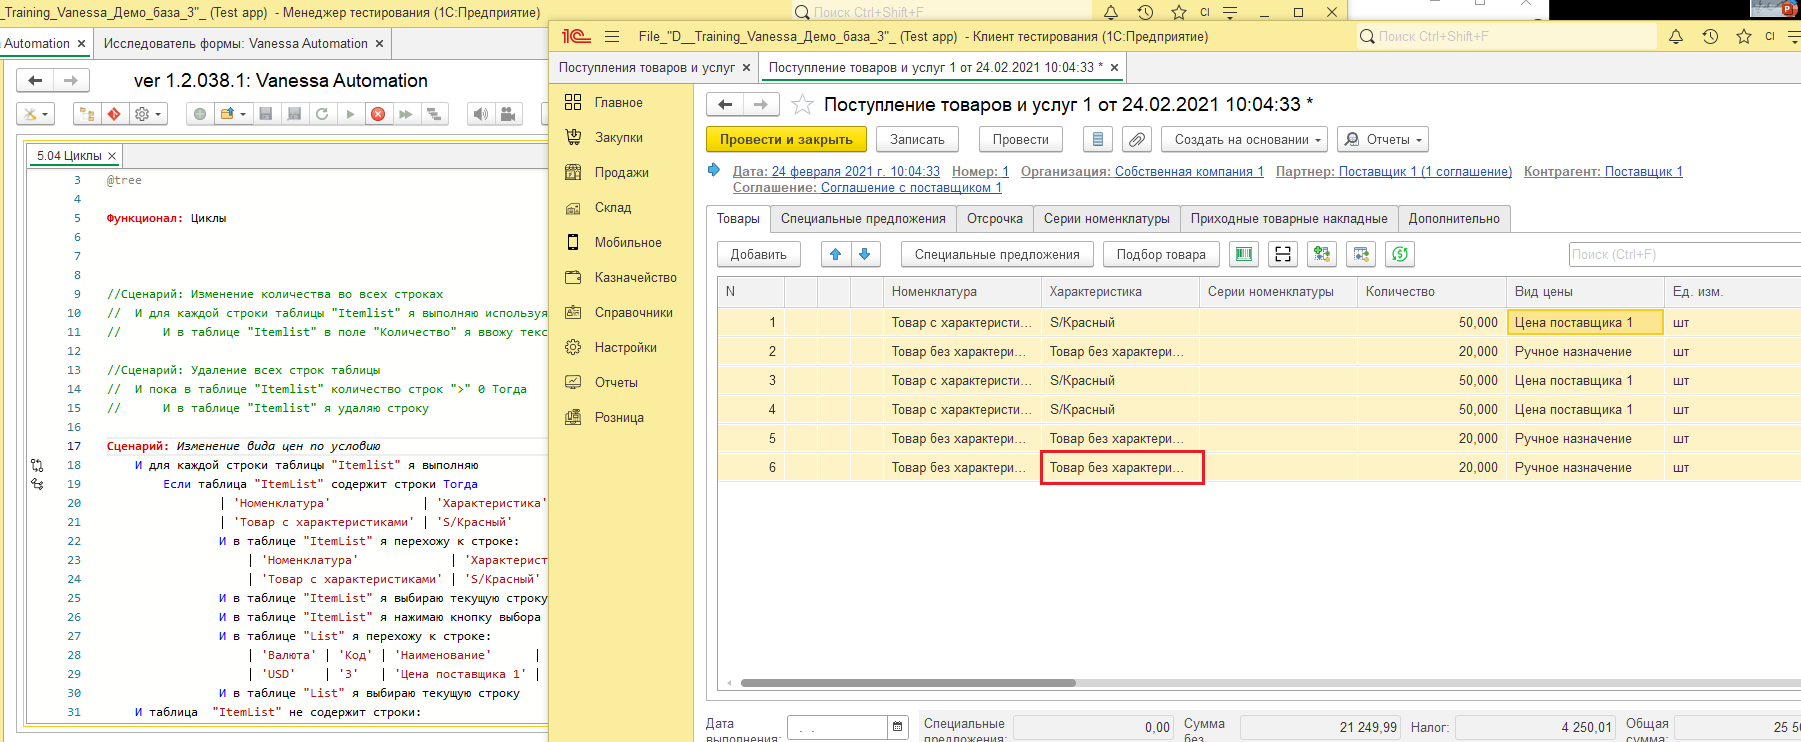 _Training_Vanessa_Демо_база_3"_ (Test app) - Менеджер тестирования (1С:Предприятие)
Поиск Ctrl+Shift+F
CI
Automation ×
Исследователь формы: Vanessa Automation ×
ver 1.2.038.1: Vanessa Automation
5.04 Циклы ×
3 @tree
4
5 Функционал: Циклы
6
7
8
9 //Сценарий: Изменение количества во всех строках
10 // И для каждой строки таблицы "Itemlist" я выполняю используя
11 // И в таблице "Itemlist" в поле "Количество" я ввожу текс
12
13 //Сценарий: Удаление всех строк таблицы
14 // И пока в таблице "Itemlist" количество строк ">" 0 Тогда
15 // И в таблице "Itemlist" я удаляю строку
16
17 Сценарий: Изменение вида цен по условию
18 И для каждой строки таблицы "Itemlist" я выполняю
19 Если таблица "ItemList" содержит строки Тогда
20 | 'Номенклатура' | 'Характеристика'
21 | 'Товар с характеристиками' | 'S/Красный'
22 И в таблице "ItemList" я перехожу к строке:
23 | 'Номенклатура' | 'Характерист
24 | 'Товар с характеристиками' | 'S/Красный'
25 И в таблице "ItemList" я выбираю текущую строку
26 И в таблице "ItemList" я нажимаю кнопку выбора
27 И в таблице "List" я перехожу к строке:
28 | 'Валюта' | 'Код' | 'Наименование' |
29 | 'USD' | '3' | 'Цена поставщика 1' |
30 И в таблице "List" я выбираю текущую строку
31 И таблица "ItemList" не содержит строки:
File_"D__Training_Vanessa_Демо_база_3"_ (Test app) - Клиент тестирования (1С:Предприятие)
Поиск Ctrl+Shift+F
CI
Поступления товаров и услуг ×
Поступление товаров и услуг 1 от 24.02.2021 10:04:33 * ×
Главное
Закупки
Продажи
Склад
Мобильное
Казначейство
Справочники
Настройки
Отчеты
Розница
Поступление товаров и услуг 1 от 24.02.2021 10:04:33 *
Провести и закрыть
Записать
Провести
Создать на основании
Отчеты
Дата: 24 февраля 2021 г. 10:04:33 Номер: 1 Организация: Собственная компания 1 Партнер: Поставщик 1 (1 соглашение) Контрагент: Поставщик 1
Соглашение: Соглашение с поставщиком 1
Товары
Специальные предложения
Отсрочка
Серии номенклатуры
Приходные товарные накладные
Дополнительно
Добавить
Специальные предложения
Подбор товара
Поиск (Ctrl+F)
N Номенклатура Характеристика Серии номенклатуры Количество Вид цены Ед. изм.
1 Товар с характеристи... S/Красный 50,000 Цена поставщика 1 шт
2 Товар без характери... Товар без характери... 20,000 Ручное назначение шт
3 Товар с характеристи... S/Красный 50,000 Цена поставщика 1 шт
4 Товар с характеристи... S/Красный 50,000 Цена поставщика 1 шт
5 Товар без характери... Товар без характери... 20,000 Ручное назначение шт
6 Товар без характери... Товар без характери... 20,000 Ручное назначение шт
Дата выполнения: . .
Специальные предложения: 0,00
Сумма без 21 249,99
Налог: 4 250,01
Общая сумма: 25 50